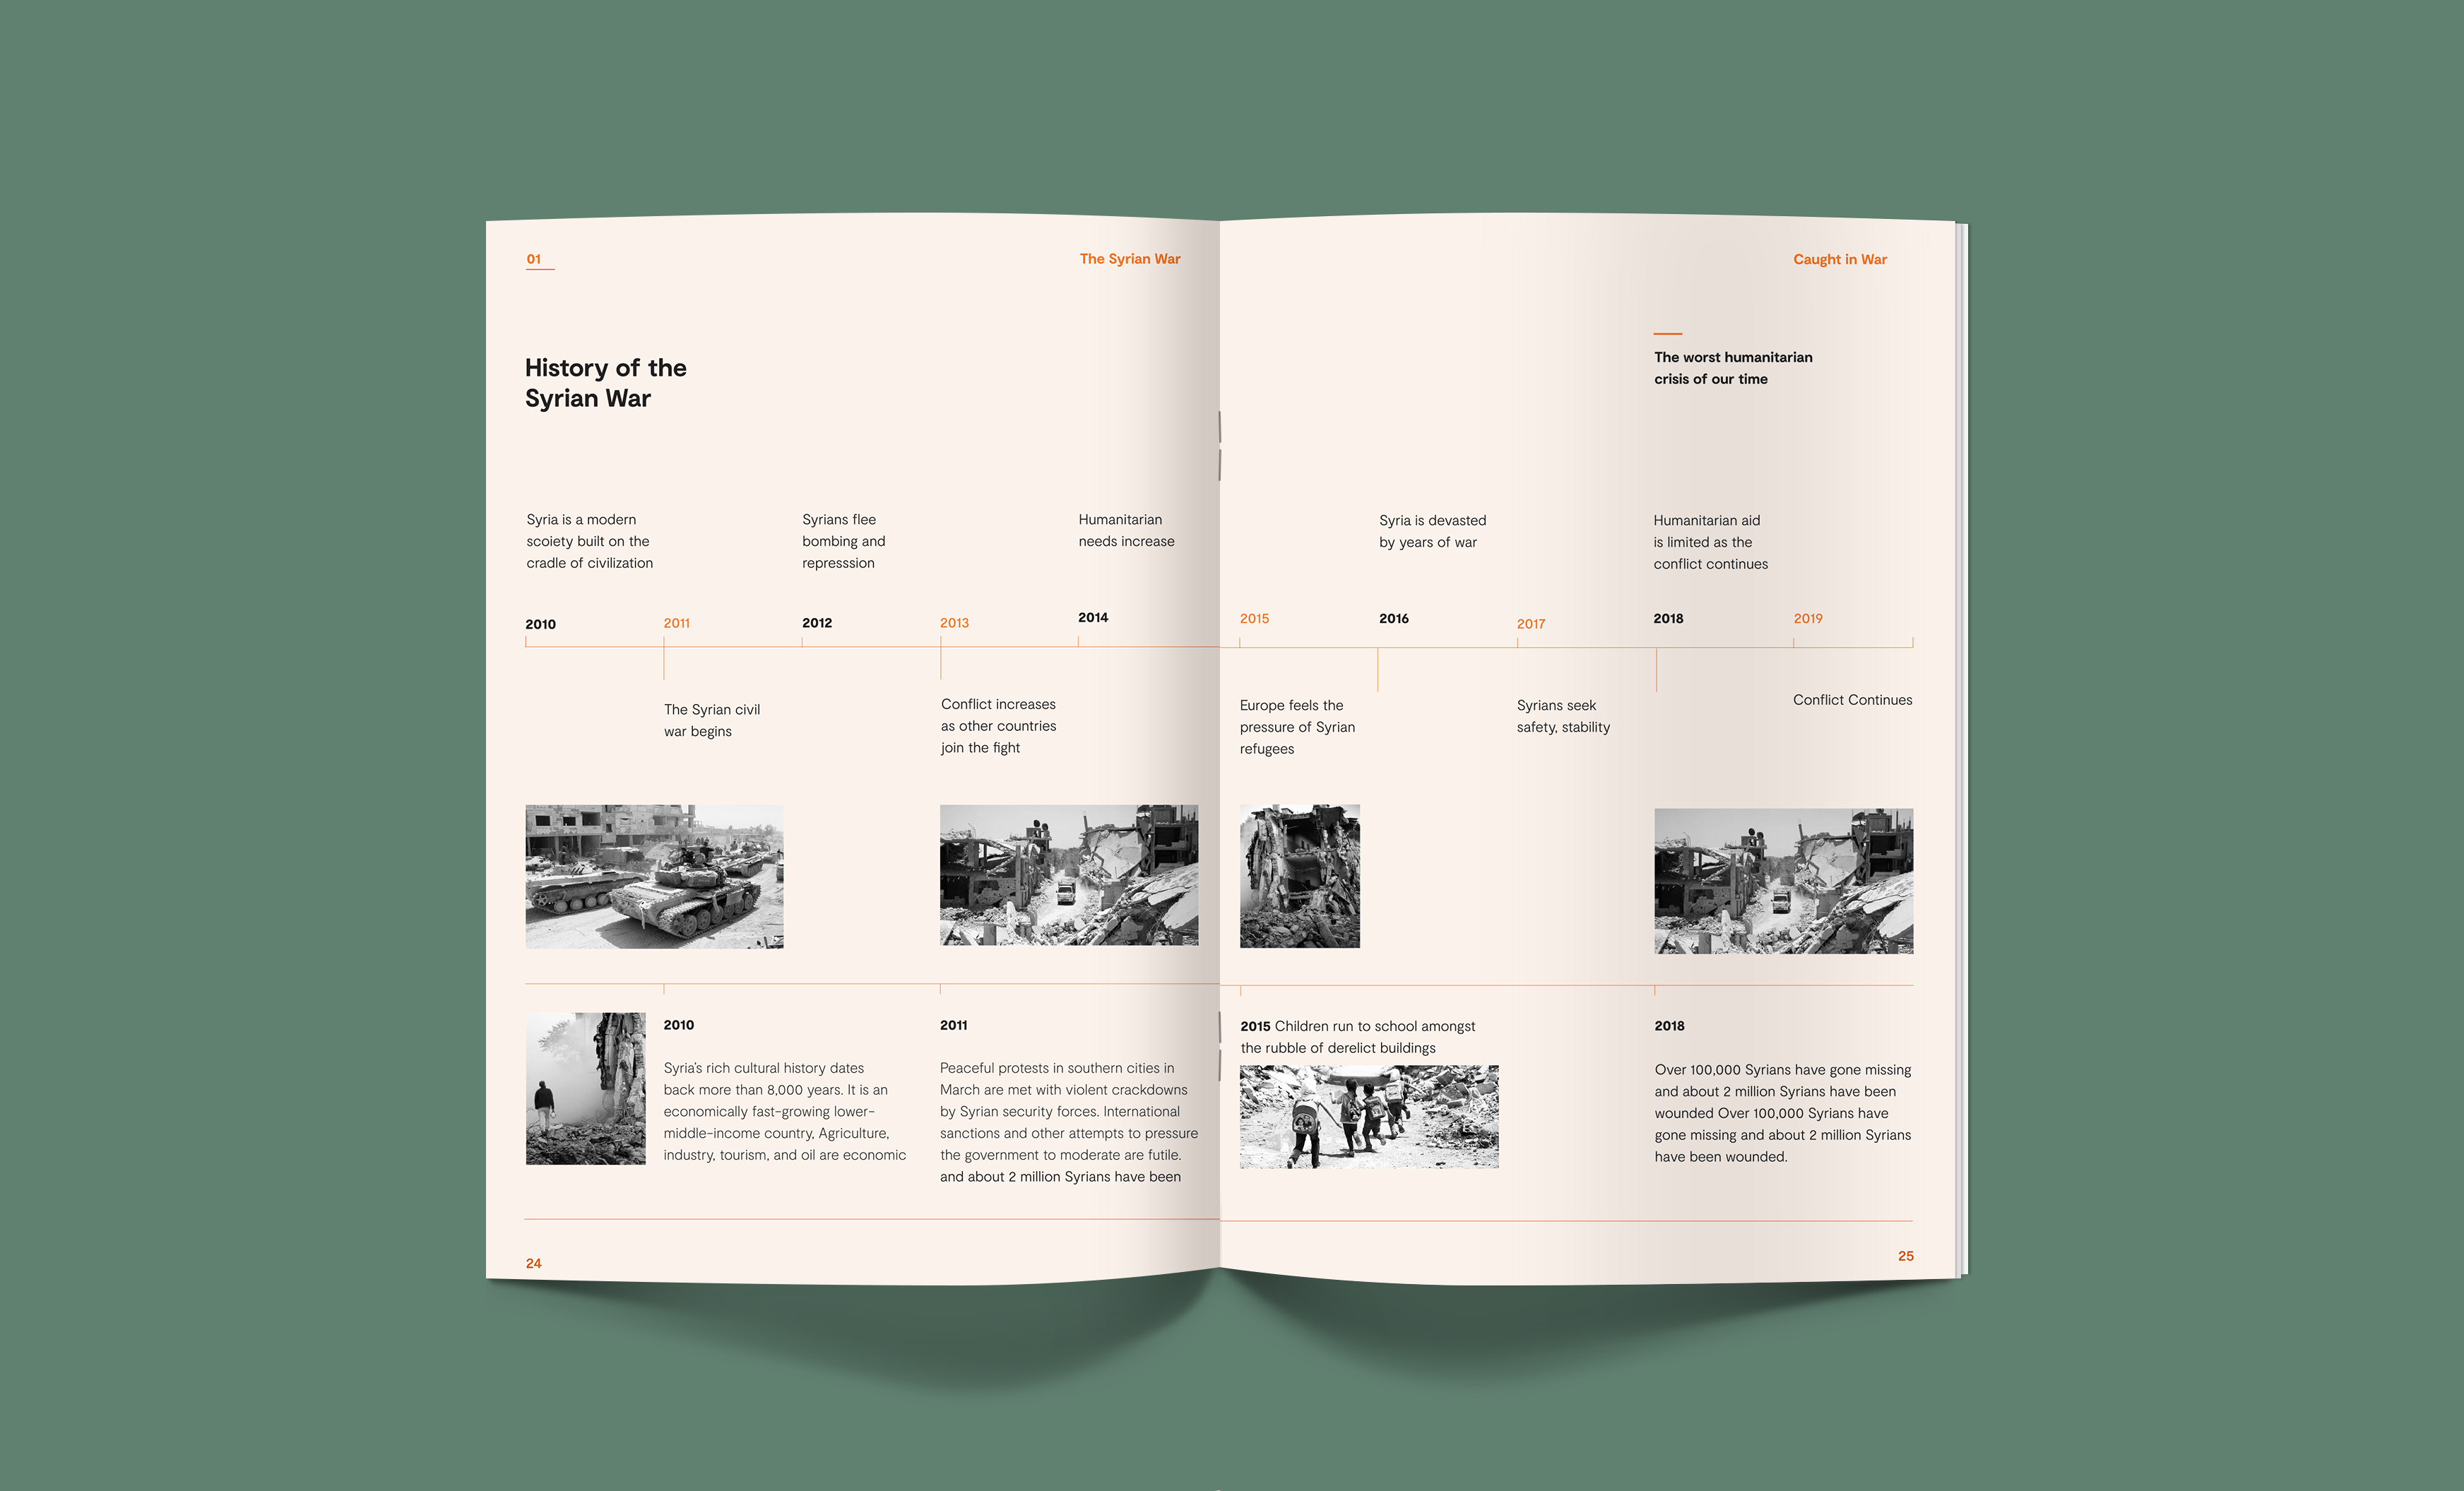 01
The Syrian War
History of the
Syrian War
Syria is a modern
scoiety built on the
cradle of civilization
Syrians flee
bombing and
represssion
Humanitarian
needs increase
2010
2011
2012
2013
2014
The Syrian civil
war begins
Conflict increases
as other countries
join the fight
2010
Syria's rich cultural history dates
back more than 8,000 years. It is an
economically fast-growing lower-
middle-income country, Agriculture,
industry, tourism, and oil are economic
2011
Peaceful protests in southern cities in
March are met with violent crackdowns
by Syrian security forces. International
sanctions and other attempts to pressure
the government to moderate are futile.
and about 2 million Syrians have been
24
Caught in War
The worst humanitarian
crisis of our time
Syria is devasted
by years of war
Humanitarian aid
is limited as the
conflict continues
2015
2016
2017
2018
2019
Europe feels the
pressure of Syrian
refugees
Syrians seek
safety, stability
Conflict Continues
2015 Children run to school amongst
the rubble of derelict buildings
2018
Over 100,000 Syrians have gone missing
and about 2 million Syrians have been
wounded Over 100,000 Syrians have
gone missing and about 2 million Syrians
have been wounded.
25